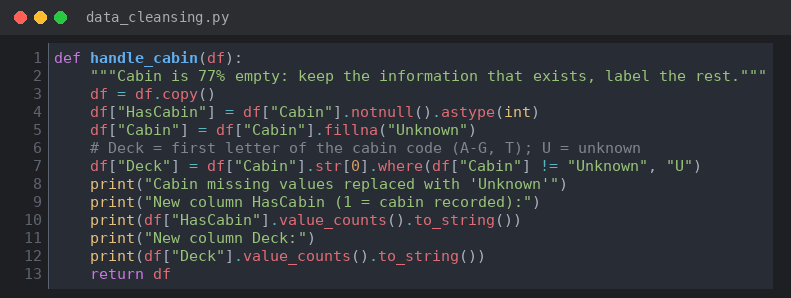 data_cleansing.py
1 def handle_cabin(df):
2     """Cabin is 77% empty: keep the information that exists, label the rest."""
3     df = df.copy()
4     df["HasCabin"] = df["Cabin"].notnull().astype(int)
5     df["Cabin"] = df["Cabin"].fillna("Unknown")
6     # Deck = first letter of the cabin code (A-G, T); U = unknown
7     df["Deck"] = df["Cabin"].str[0].where(df["Cabin"] != "Unknown", "U")
8     print("Cabin missing values replaced with 'Unknown'")
9     print("New column HasCabin (1 = cabin recorded):")
10     print(df["HasCabin"].value_counts().to_string())
11     print("New column Deck:")
12     print(df["Deck"].value_counts().to_string())
13     return df